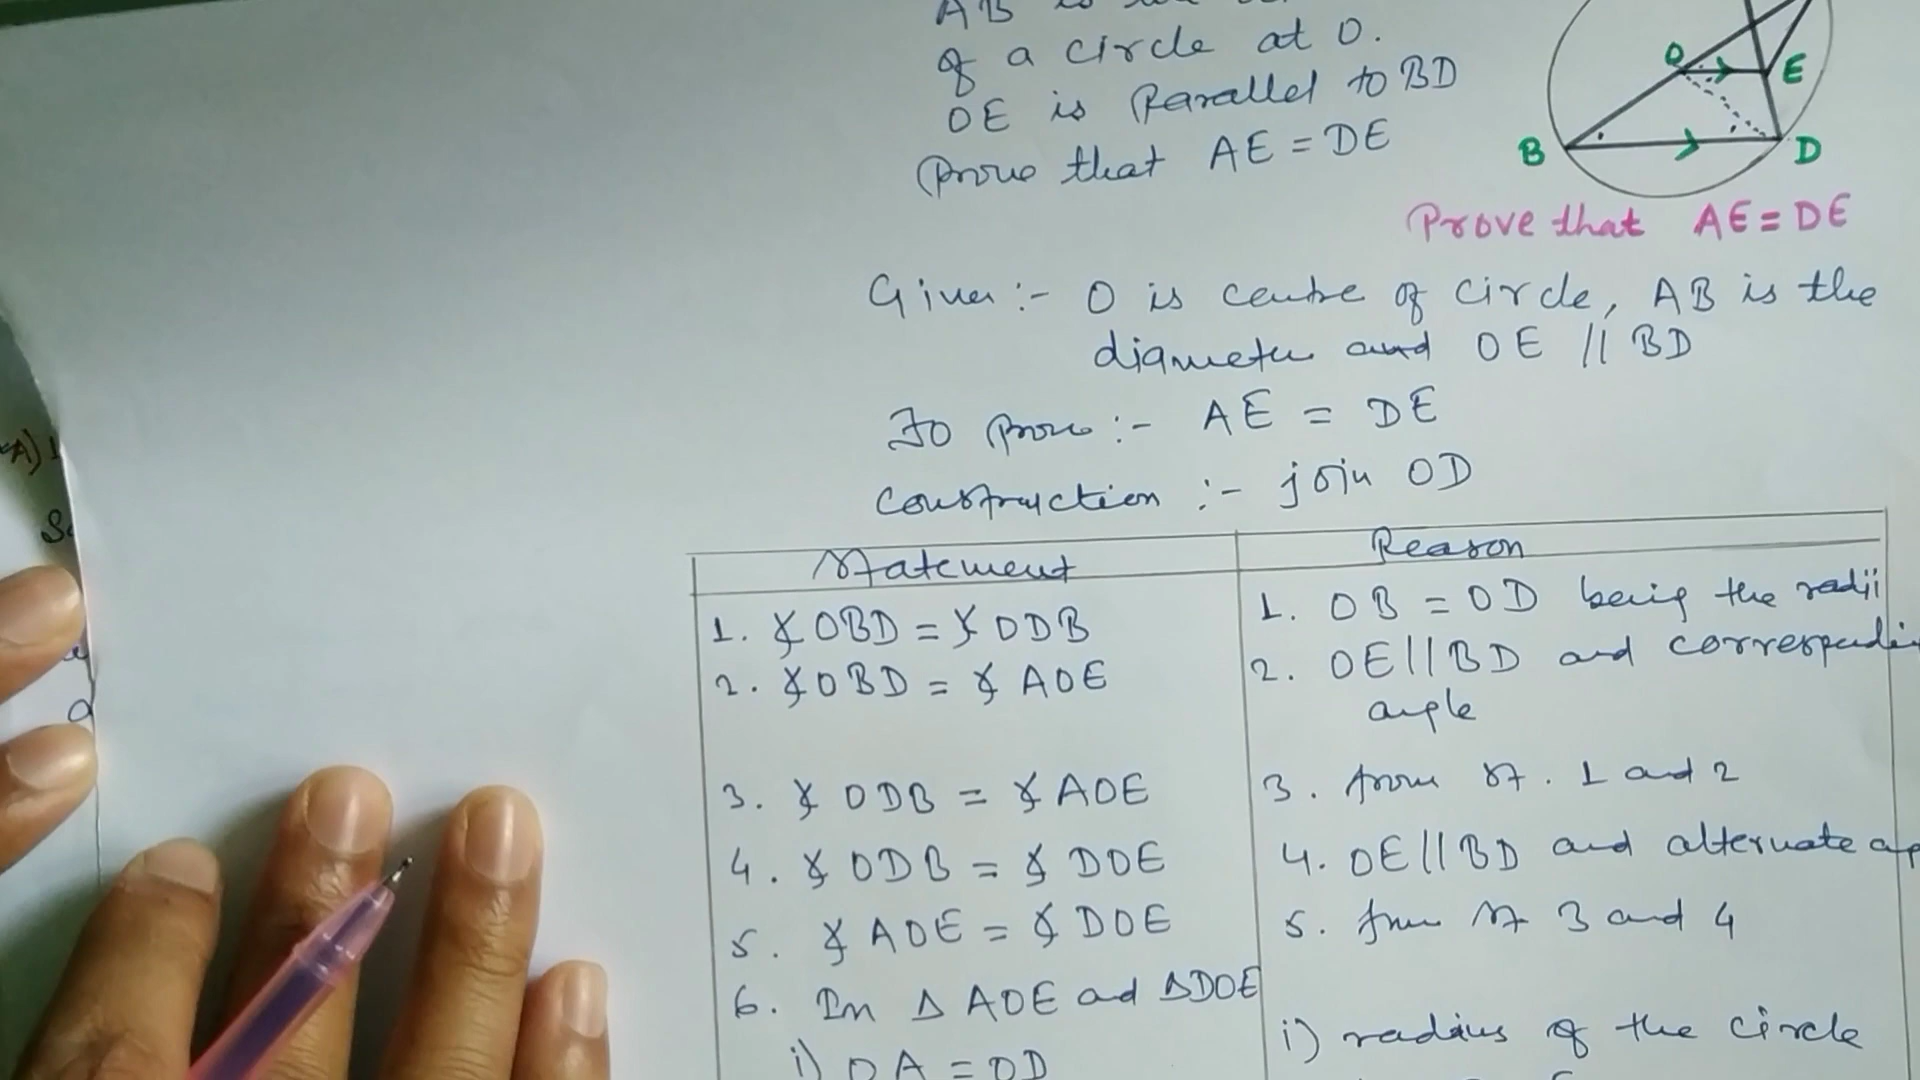 AB is
of a circle at O.
OE is Parallel to BD
Prove that AE = DE
O
E
B
D
Prove that AE = DE
Given :- O is centre of circle, AB is the
diameter and OE // BD
To prove :- AE = DE
Construction :- join OD
Statement
Reason
1. ∡OBD = ∡ODB
1. OB = OD being the radii
2. ∡OBD = ∡AOE
2. OE//BD and correspondin
angle
3. ∡ODB = ∡AOE
3. from st. 1 and 2
4. ∡ODB = ∡DOE
4. OE//BD and alternate
5. ∡AOE = ∡DOE
5. from st 3 and 4
6. In Δ AOE and ΔDOE
i) OA = OD
i) radius of the circle